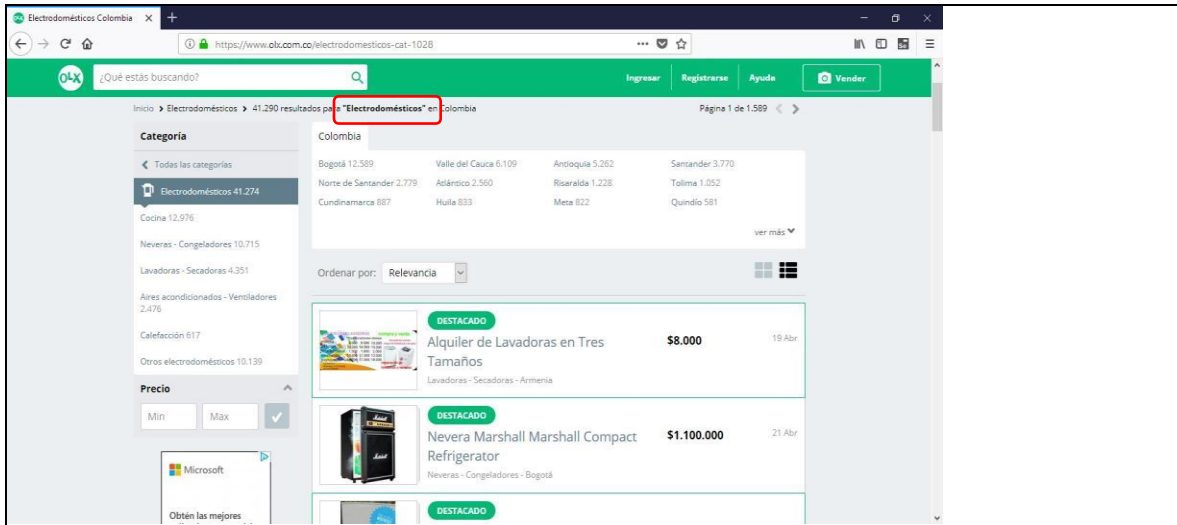 Electrodomésticos Colombia
https://www.olx.com.co/electrodomesticos-cat-1028
OLX
¿Qué estás buscando?
Ingresar
Registrarse
Ayuda
Vender
Inicio > Electrodomésticos > 41.290 resultados para "Electrodomésticos" en Colombia
Página 1 de 1.589
Categoría
Todas las categorías
Electrodomésticos 41.274
Cocina 12.976
Neveras - Congeladores 10.715
Lavadoras - Secadoras 4.351
Aires acondicionados - Ventiladores
2.476
Calefacción 617
Otros electrodomésticos 10.139
Precio
Min
Max
Microsoft
Obtén las mejores
Colombia
Bogotá 12.589
Valle del Cauca 6.109
Antioquia 5.262
Santander 3.770
Norte de Santander 2.779
Atlántico 2.560
Risaralda 1.228
Tolima 1.052
Cundinamarca 887
Huila 833
Meta 822
Quindío 581
ver más
Ordenar por:
Relevancia
DESTACADO
Alquiler de Lavadoras en Tres
Tamaños
Lavadoras - Secadoras - Armenia
$8.000
19 Abr
DESTACADO
Nevera Marshall Marshall Compact
Refrigerator
Neveras - Congeladores - Bogotá
$1.100.000
21 Abr
Marshall
Marshall
DESTACADO